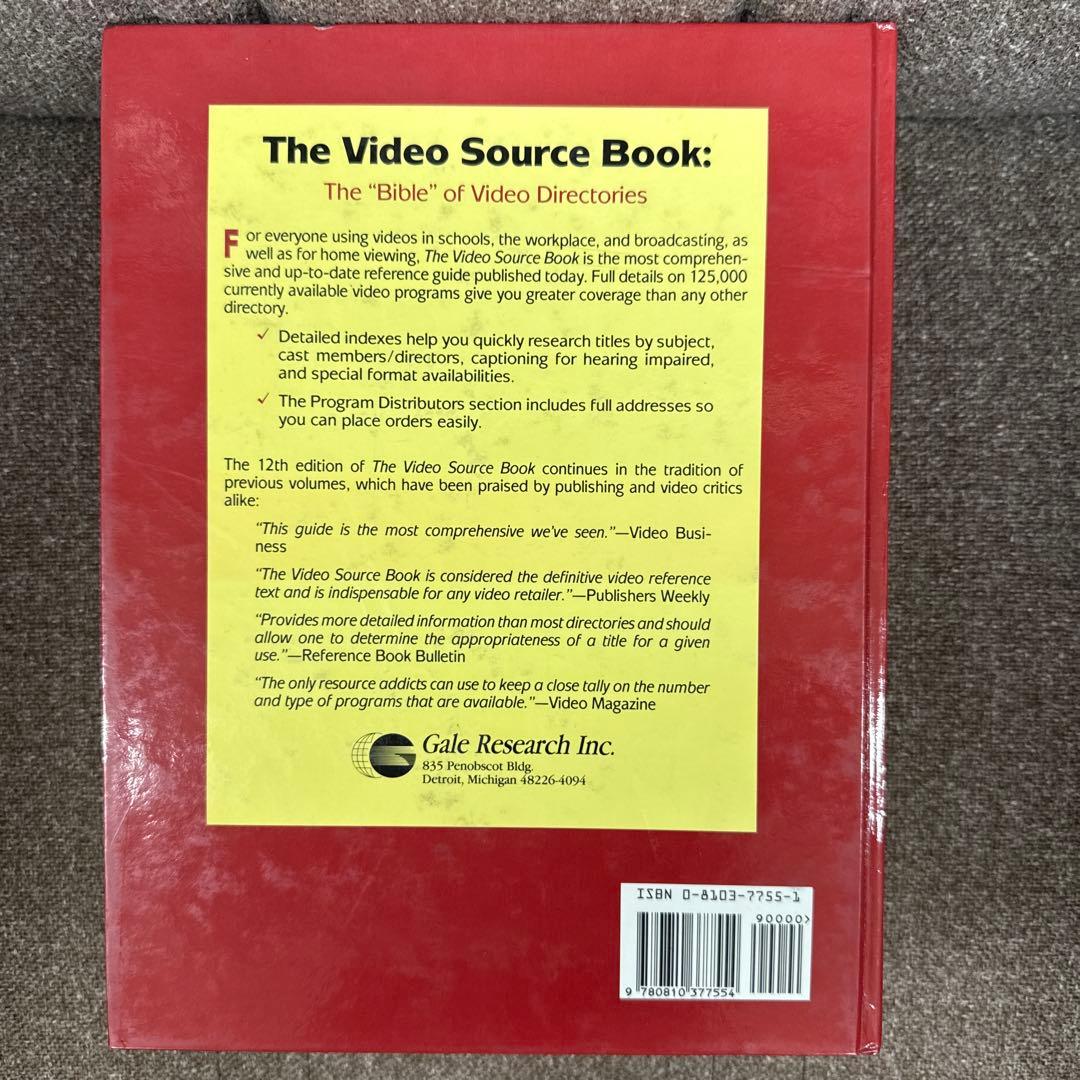 The Video Source Book:
The “Bible” of Video Directories
For everyone using videos in schools, the workplace, and broadcasting, as
well as for home viewing, The Video Source Book is the most comprehen-
sive and up-to-date reference guide published today. Full details on 125,000
currently available video programs give you greater coverage than any other
directory.
✓ Detailed indexes help you quickly research titles by subject,
cast members/directors, captioning for hearing impaired,
and special format availabilities.
✓ The Program Distributors section includes full addresses so
you can place orders easily.
The 12th edition of The Video Source Book continues in the tradition of
previous volumes, which have been praised by publishing and video critics
alike:
“This guide is the most comprehensive we’ve seen.”—Video Busi-
ness
“The Video Source Book is considered the definitive video reference
text and is indispensable for any video retailer.”—Publishers Weekly
“Provides more detailed information than most directories and should
allow one to determine the appropriateness of a title for a given
use.”—Reference Book Bulletin
“The only resource addicts can use to keep a close tally on the number
and type of programs that are available.”—Video Magazine
Gale Research Inc.
835 Penobscot Bldg.
Detroit, Michigan 48226-4094
ISBN 0-8103-7755-1
90000>
9 780810 377554